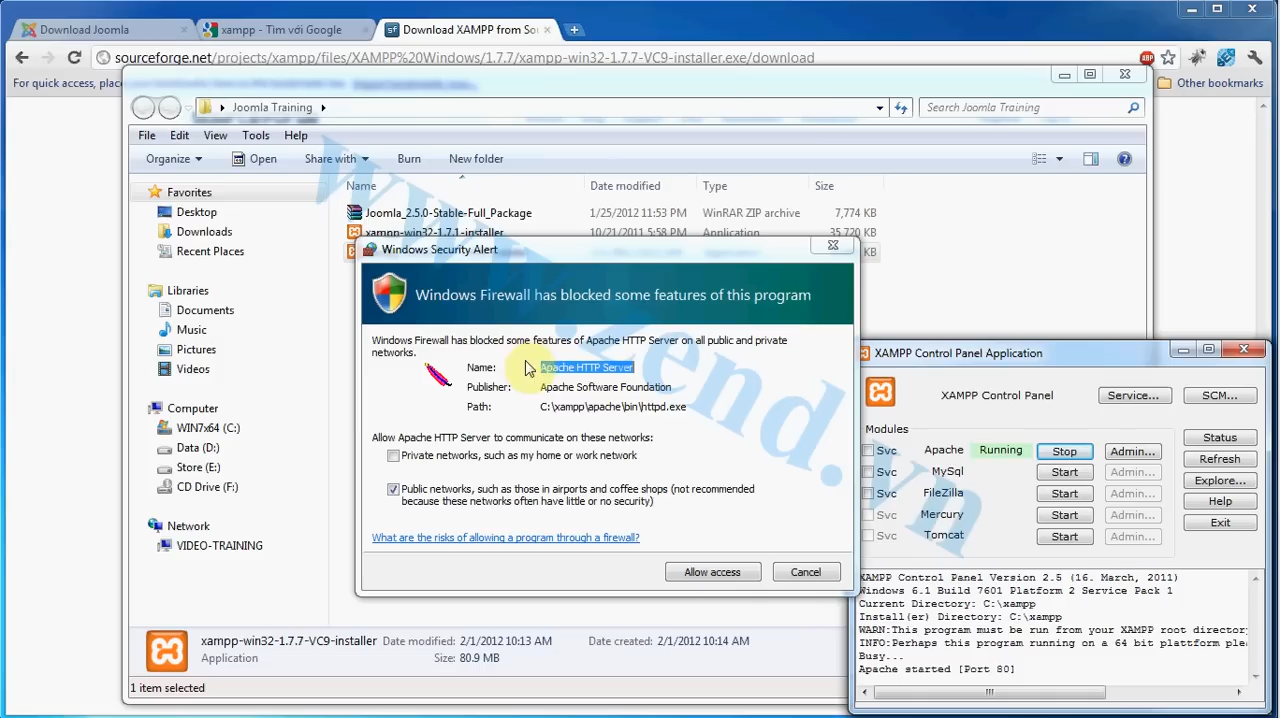 Download Joomla
xampp - Tìm với Google
Download XAMPP from Sou
sourceforge.net/projects/xampp/files/XAMPP%20Windows/1.7.7/xampp-win32-1.7.7-VC9-installer.exe/download
For quick access, place
Other bookmarks
Joomla Training
Search Joomla Training
File Edit View Tools Help
Organize Open Share with Burn New folder
Name Date modified Type Size
Favorites
Desktop
Downloads
Recent Places
Libraries
Documents
Music
Pictures
Videos
Computer
WIN7x64 (C:)
Data (D:)
Store (E:)
CD Drive (F:)
Network
VIDEO-TRAINING
Joomla_2.5.0-Stable-Full_Package 1/25/2012 11:53 PM WinRAR ZIP archive 7,774 KB
xampp-win32-1.7.1-installer 10/21/2011 5:58 PM Application 35,720 KB
KB
Windows Security Alert
Windows Firewall has blocked some features of this program
Windows Firewall has blocked some features of Apache HTTP Server on all public and private
networks.
Name: Apache HTTP Server
Publisher: Apache Software Foundation
Path: C:\xampp\apache\bin\httpd.exe
Allow Apache HTTP Server to communicate on these networks:
Private networks, such as my home or work network
Public networks, such as those in airports and coffee shops (not recommended
because these networks often have little or no security)
What are the risks of allowing a program through a firewall?
Allow access Cancel
XAMPP Control Panel Application
XAMPP Control Panel Service... SCM...
Modules
Svc Apache Running Stop Admin...
Svc MySql Start Admin...
Svc FileZilla Start Admin...
Svc Mercury Start Admin...
Svc Tomcat Start Admin...
Status
Refresh
Explore...
Help
Exit
XAMPP Control Panel Version 2.5 (16. March, 2011)
Windows 6.1 Build 7601 Platform 2 Service Pack 1
Current Directory: C:\xampp
Install(er) Directory: C:\xampp
WARN:This program must be run from your XAMPP root director
INFO:Perhaps this program running on a 64 bit plattform ple
Busy...
Apache started [Port 80]
xampp-win32-1.7.7-VC9-installer Date modified: 2/1/2012 10:13 AM Date created: 2/1/2012 10:14 AM
Application Size: 80.9 MB
1 item selected
www.zend.vn